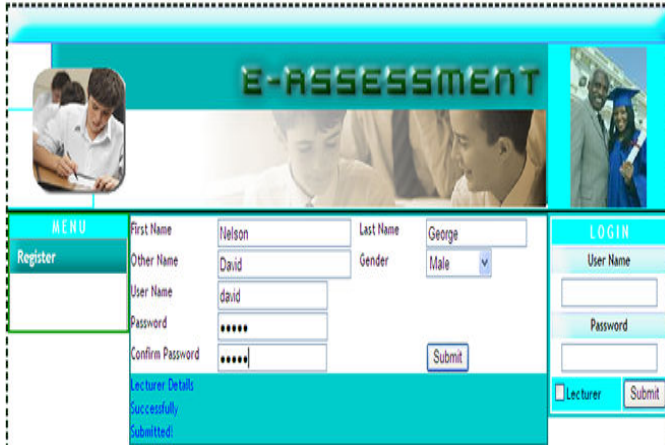 E-ASSESSMENT
MENU
Register
First Name Nelson Last Name George
Other Name David Gender Male
User Name david
Password •••••
Confirm Password ••••• Submit
Lecturer Details
Successfully
Submitted!
LOGIN
User Name
Password
Lecturer Submit